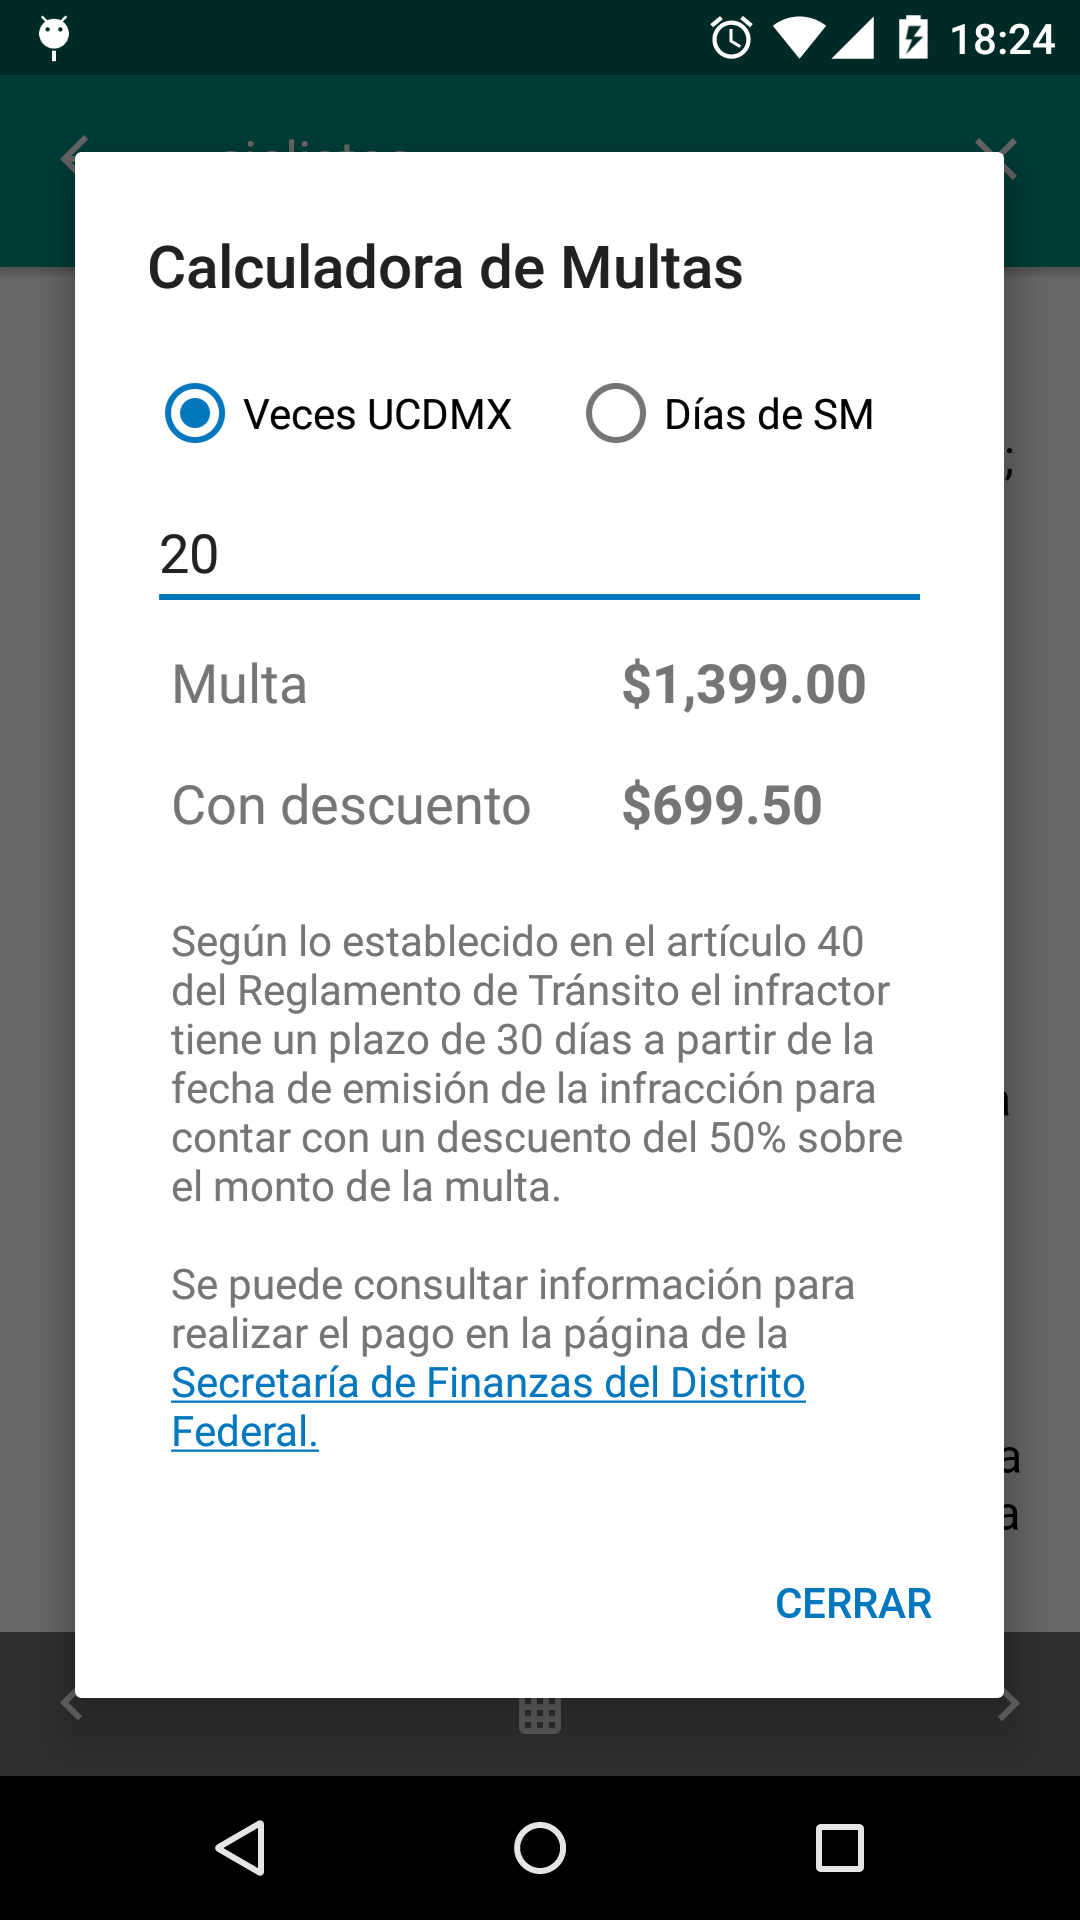 18:24
Calculadora de Multas
Veces UCDMX
Días de SM
20
Multa
$1,399.00
Con descuento
$699.50
Según lo establecido en el artículo 40
del Reglamento de Tránsito el infractor
tiene un plazo de 30 días a partir de la
fecha de emisión de la infracción para
contar con un descuento del 50% sobre
el monto de la multa.
Se puede consultar información para
realizar el pago en la página de la
Secretaría de Finanzas del Distrito
Federal.
CERRAR